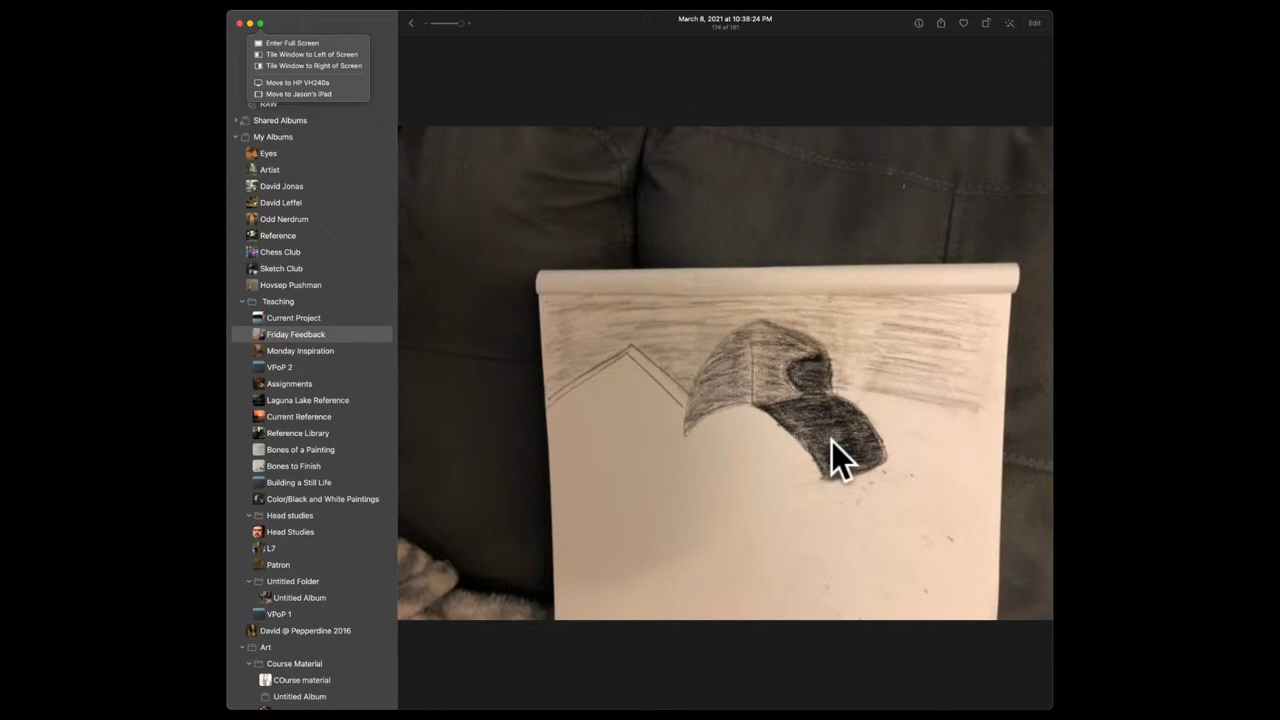 March 8, 2021 at 10:38:24 PM
174 of 181
Edit
Enter Full Screen
Tile Window to Left of Screen
Tile Window to Right of Screen
Move to HP VH240a
Move to Jason's iPad
RAW
Shared Albums
My Albums
Eyes
Artist
David Jonas
David Leffel
Odd Nerdrum
Reference
Chess Club
Sketch Club
Hovsep Pushman
Teaching
Current Project
Friday Feedback
Monday Inspiration
VPoP 2
Assignments
Laguna Lake Reference
Current Reference
Reference Library
Bones of a Painting
Bones to Finish
Building a Still Life
Color/Black and White Paintings
Head studies
Head Studies
L7
Patron
Untitled Folder
Untitled Album
VPoP 1
David @ Pepperdine 2016
Art
Course Material
COurse material
Untitled Album